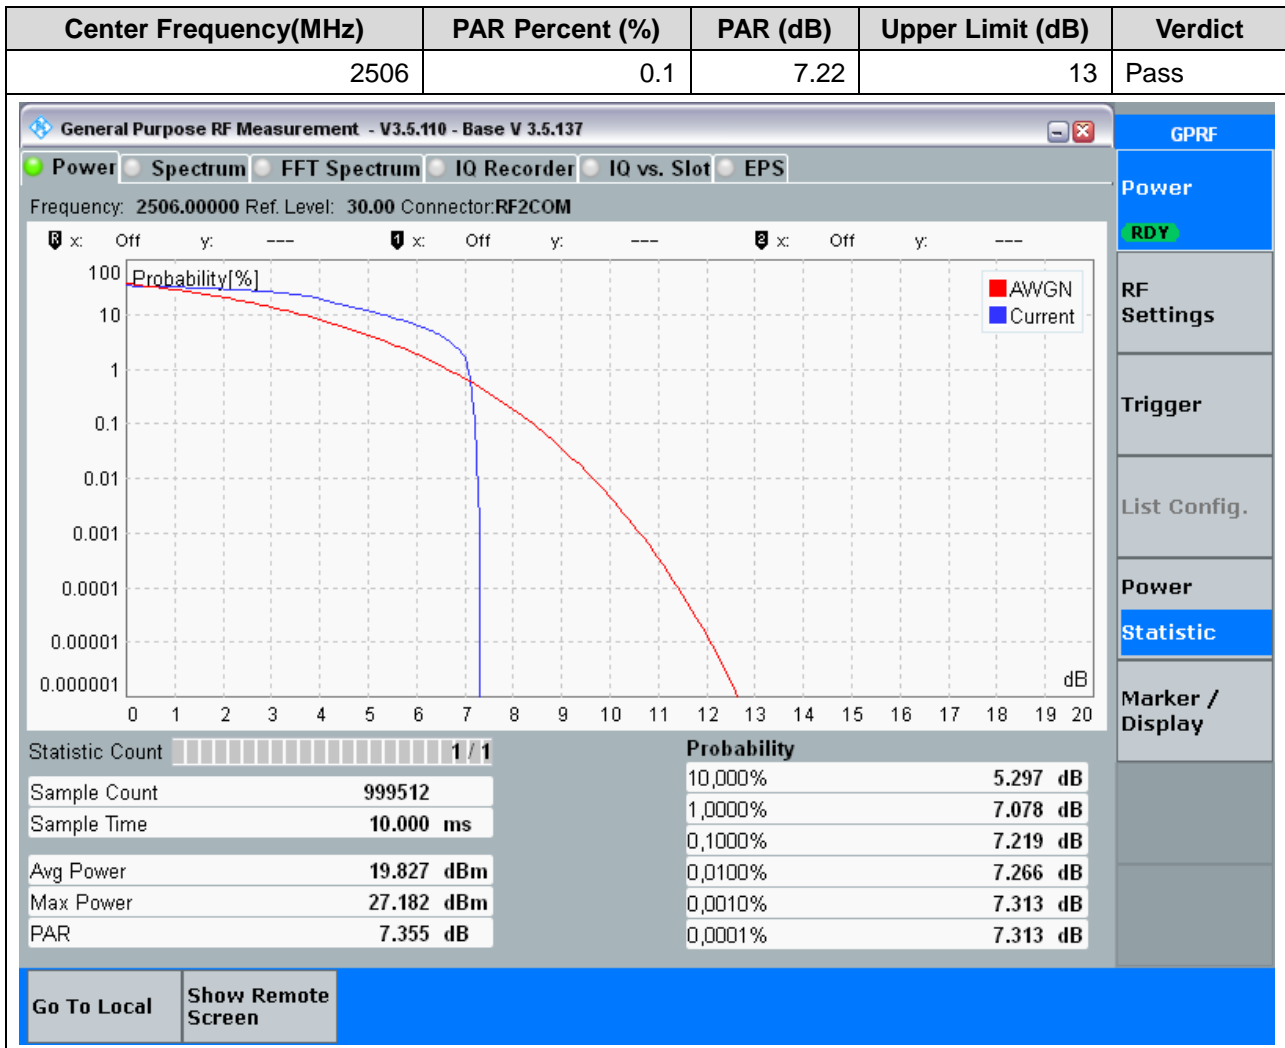 Center Frequency(MHz) PAR Percent (%) PAR (dB) Upper Limit (dB) Verdict
2506 0.1 7.22 13 Pass
General Purpose RF Measurement - V3.5.110 - Base V 3.5.137
GPRF
Power Spectrum FFT Spectrum IQ Recorder IQ vs. Slot EPS
Power
RDY
Frequency: 2506.00000 Ref. Level: 30.00 Connector:RF2COM
R x: Off y: --- 1 x: Off y: --- 2 x: Off y: ---
Probability[%]
100
10
1
0.1
0.01
0.001
0.0001
0.00001
0.000001
AWGN
Current
dB
0 1 2 3 4 5 6 7 8 9 10 11 12 13 14 15 16 17 18 19 20
RF
Settings
Trigger
List Config.
Power
Statistic
Marker /
Display
Statistic Count 1 / 1
Sample Count 999512
Sample Time 10.000 ms
Avg Power 19.827 dBm
Max Power 27.182 dBm
PAR 7.355 dB
Probability
10,000% 5.297 dB
1,0000% 7.078 dB
0,1000% 7.219 dB
0,0100% 7.266 dB
0,0010% 7.313 dB
0,0001% 7.313 dB
Go To Local
Show Remote
Screen